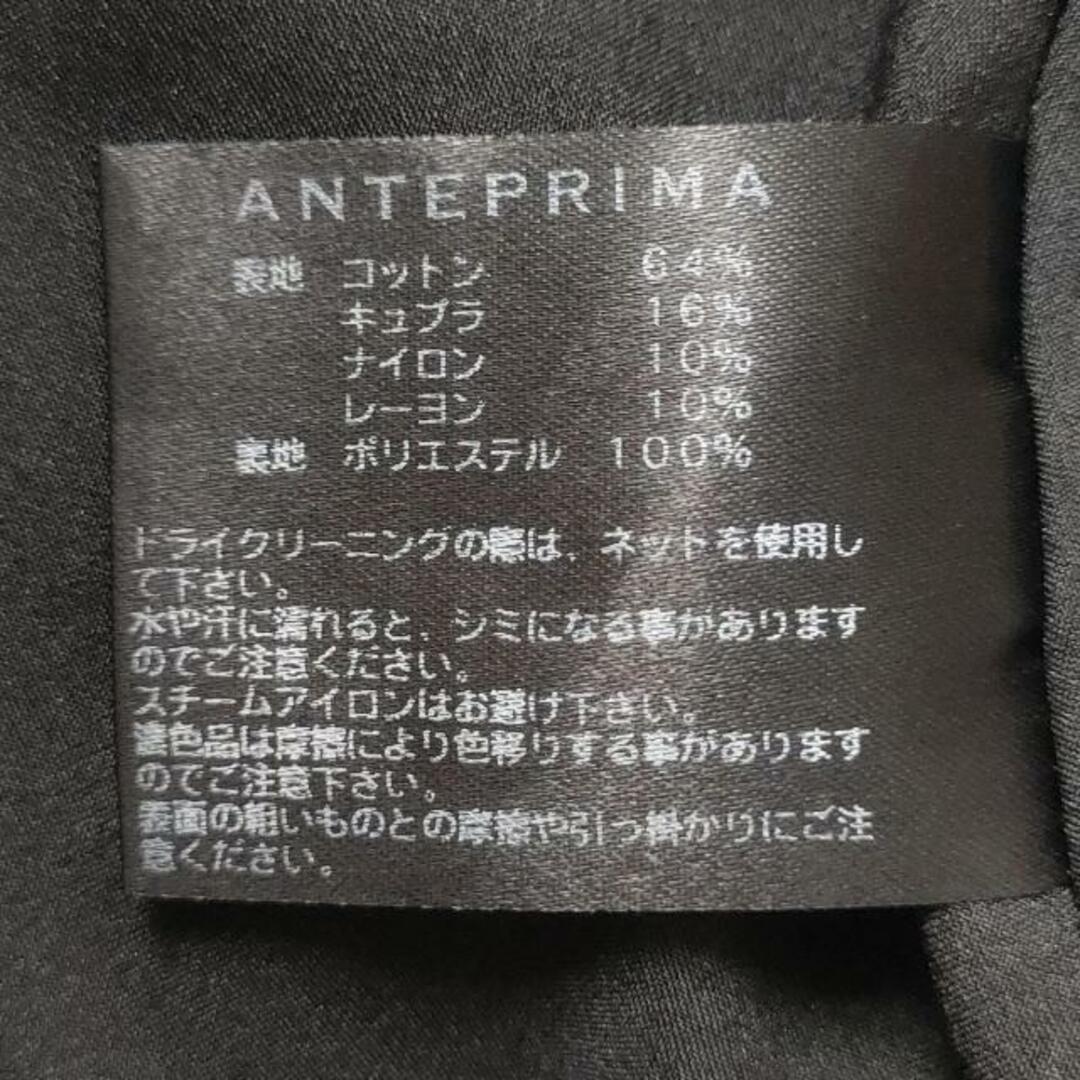 ANTEPRIMA
表地 コットン 64%
キュプラ 16%
ナイロン 10%
レーヨン 10%
裏地 ポリエステル 100%
ドライクリーニングの際は、ネットを使用し
て下さい。
水や汗に濡れると、シミになる事があります
のでご注意ください。
スチームアイロンはお避け下さい。
濃色品は摩擦により色移りする事があります
のでご注意下さい。
表面の粗いものとの摩擦や引っ掛かりにご注
意ください。